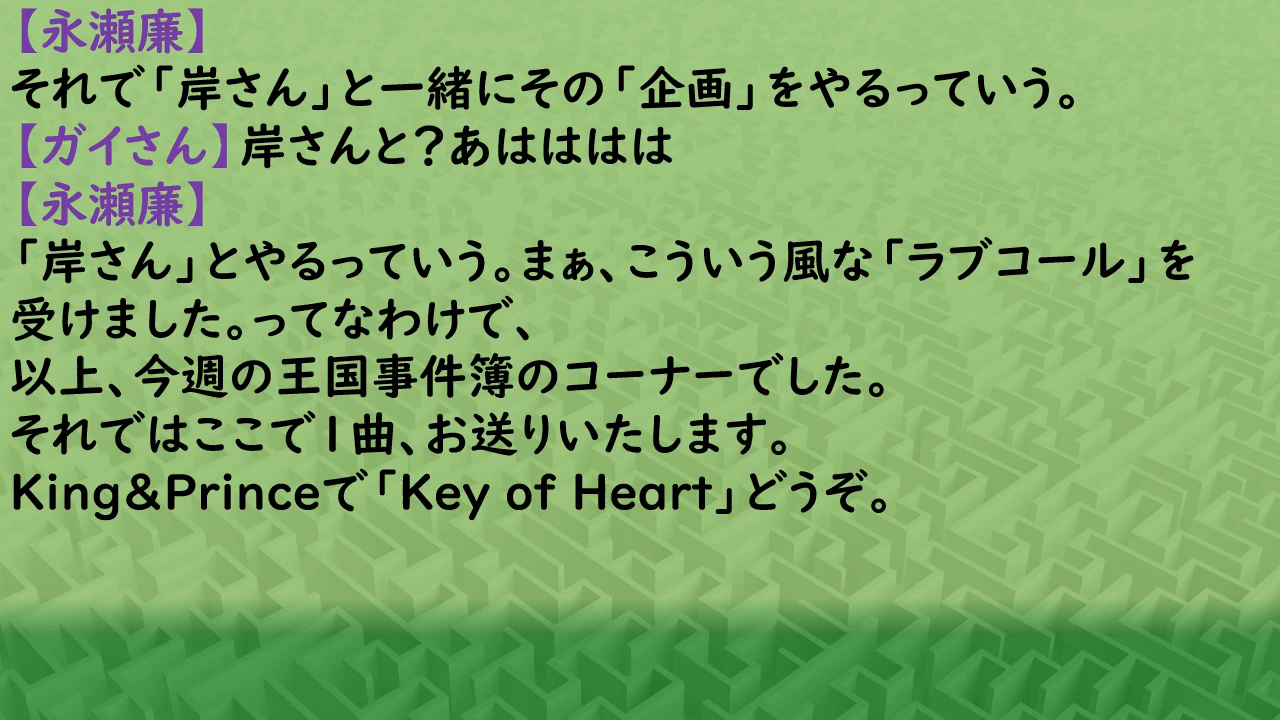 【永瀬廉】
それで「岸さん」と一緒にその「企画」をやるっていう。
【ガイさん】岸さんと?あはははは
【永瀬廉】
「岸さん」とやるっていう。まぁ、こういう風な「ラブコール」を
受けました。ってなわけで、
以上、今週の王国事件簿のコーナーでした。
それではここで1曲、お送りいたします。
King&Princeで「Key of Heart」どうぞ。